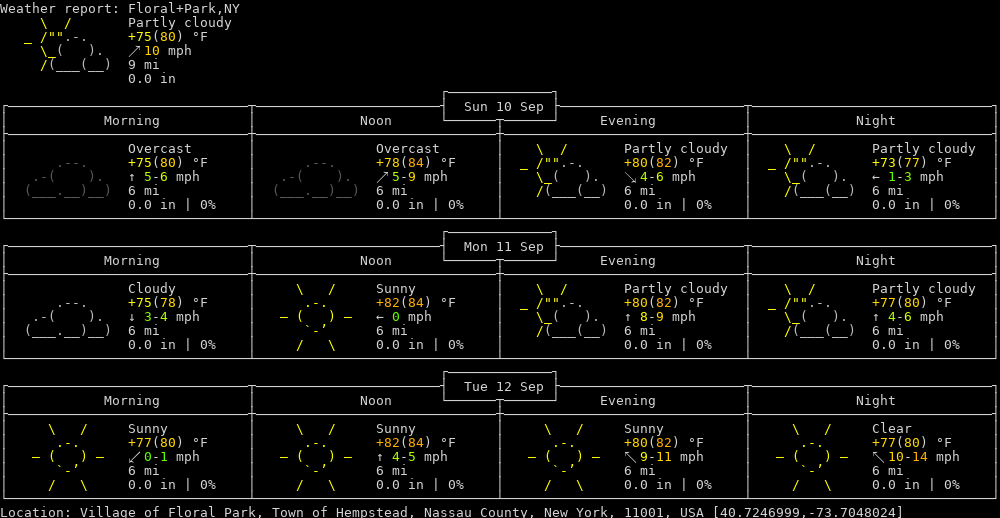 Weather report: Floral+Park,NY
Partly cloudy
+75(80) °F
↗ 10 mph
9 mi
0.0 in
Sun 10 Sep
Morning Noon Evening Night
Overcast Overcast Partly cloudy Partly cloudy
+75(80) °F +78(84) °F +80(82) °F +73(77) °F
↑ 5-6 mph ↗ 5-9 mph ↘ 4-6 mph ← 1-3 mph
6 mi 6 mi 6 mi 6 mi
0.0 in | 0% 0.0 in | 0% 0.0 in | 0% 0.0 in | 0%
Mon 11 Sep
Morning Noon Evening Night
Cloudy Sunny Partly cloudy Partly cloudy
+75(78) °F +82(84) °F +80(82) °F +77(80) °F
↓ 3-4 mph ← 0 mph ↑ 8-9 mph ↑ 4-6 mph
6 mi 6 mi 6 mi 6 mi
0.0 in | 0% 0.0 in | 0% 0.0 in | 0% 0.0 in | 0%
Tue 12 Sep
Morning Noon Evening Night
Sunny Sunny Sunny Clear
+77(80) °F +82(84) °F +80(82) °F +77(80) °F
↙ 0-1 mph ↑ 4-5 mph ↖ 9-11 mph ↖ 10-14 mph
6 mi 6 mi 6 mi 6 mi
0.0 in | 0% 0.0 in | 0% 0.0 in | 0% 0.0 in | 0%
Location: Village of Floral Park, Town of Hempstead, Nassau County, New York, 11001, USA [40.7246999,-73.7048024]